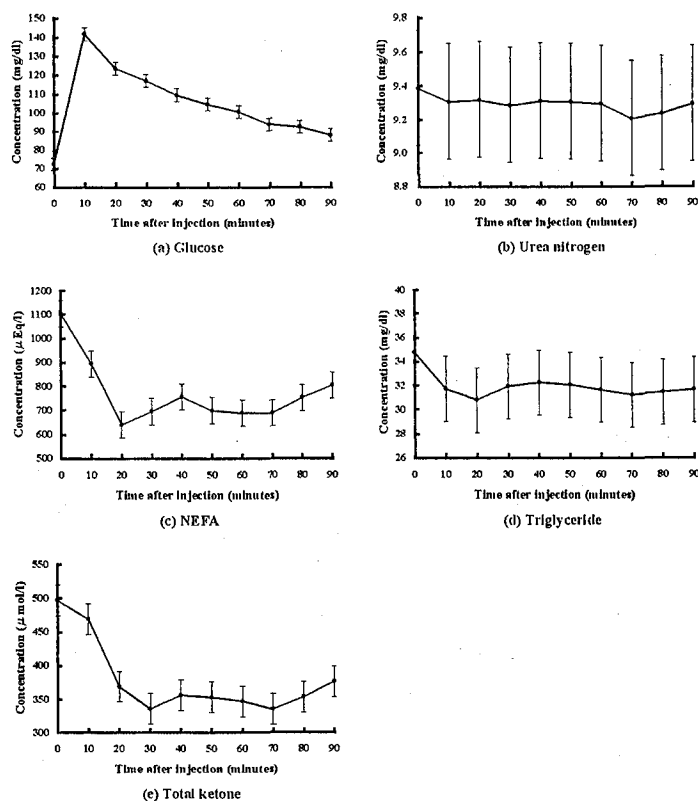 Concentration (mg/dl)
150
140
130
120
110
100
90
80
70
60
0 10 20 30 40 50 60 70 80 90
Time after injection (minutes)
(a) Glucose
Concentration (mg/dl)
9.8
9.6
9.4
9.2
9.0
8.8
0 10 20 30 40 50 60 70 80 90
Time after injection (minutes)
(b) Urea nitrogen
Concentration (μ Eq/l)
1100
1000
900
800
700
600
500
0 10 20 30 40 50 60 70 80 90
Time after injection (minutes)
(c) NEFA
Concentration (mg/dl)
40
38
36
34
32
30
28
26
0 10 20 30 40 50 60 70 80 90
Time after injection (minutes)
(d) Triglyceride
Concentration (μ mol/l)
550
500
450
400
350
300
0 10 20 30 40 50 60 70 80 90
Time after injection (minutes)
(e) Total ketone